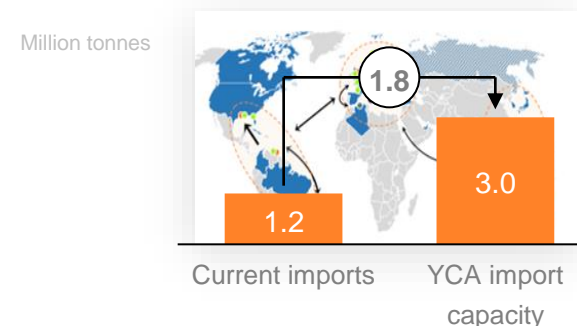 Million tonnes
1.8
3.0
1.2
Current imports
YCA import
capacity